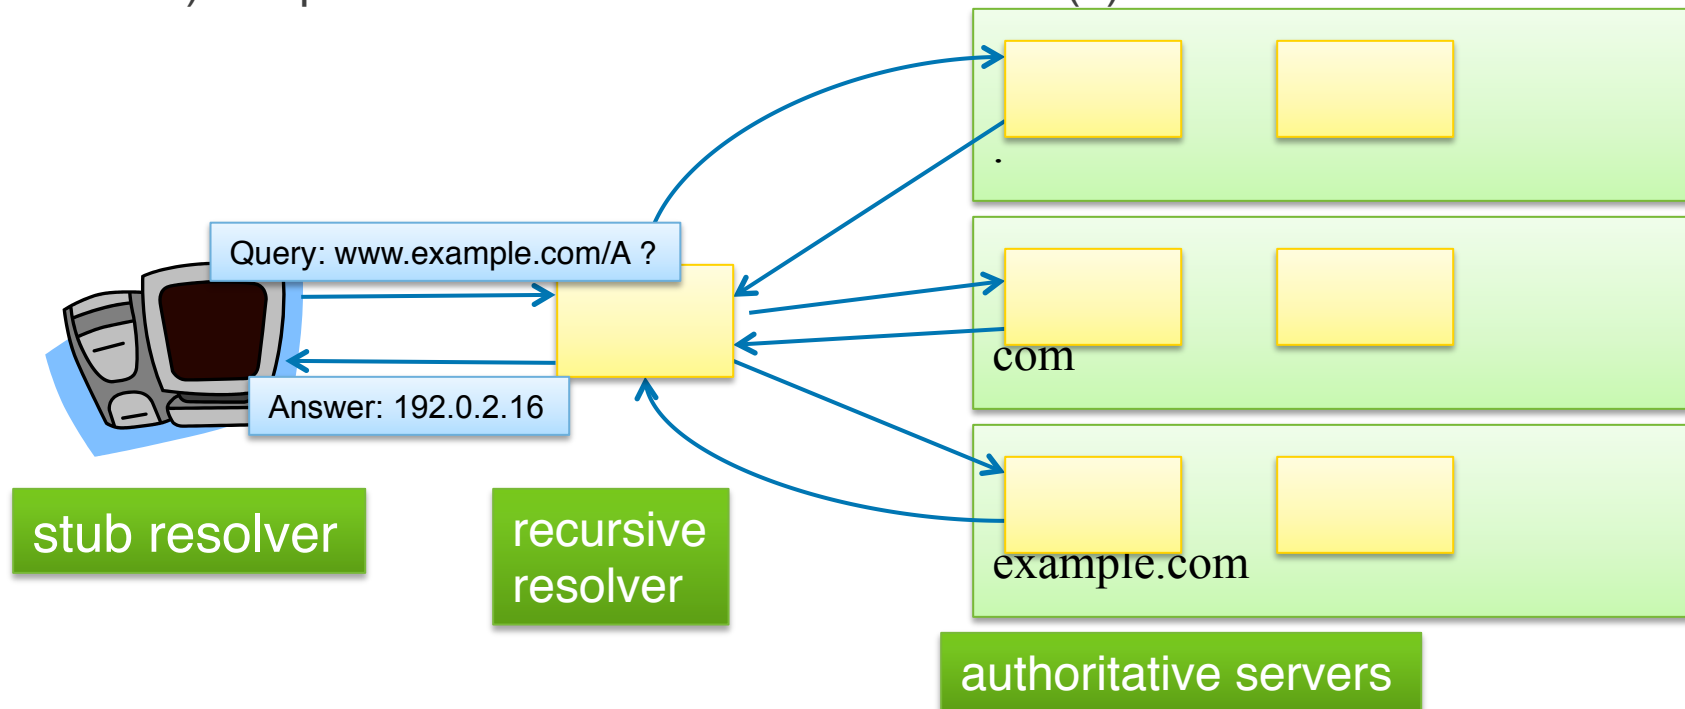 .
Query: www.example.com/A ?
com
Answer: 192.0.2.16
stub resolver
recursive
resolver
example.com
authoritative servers